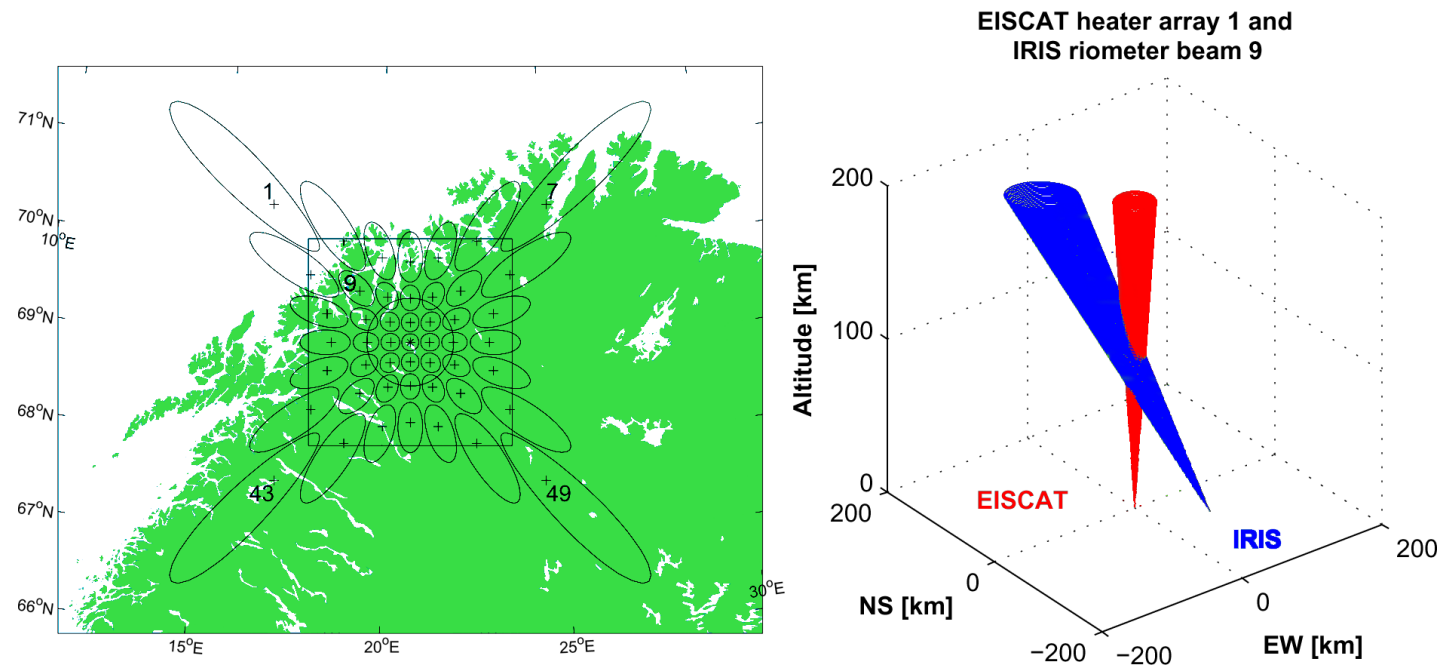 EISCAT heater array 1 and
IRIS riometer beam 9
71°N
70°N
10°E
69°N
68°N
67°N
66°N
15°E
20°E
25°E
30°E
1
7
9
43
49
200
100
0
Altitude [km]
EISCAT
IRIS
200
0
−200
NS [km]
−200
0
200
EW [km]